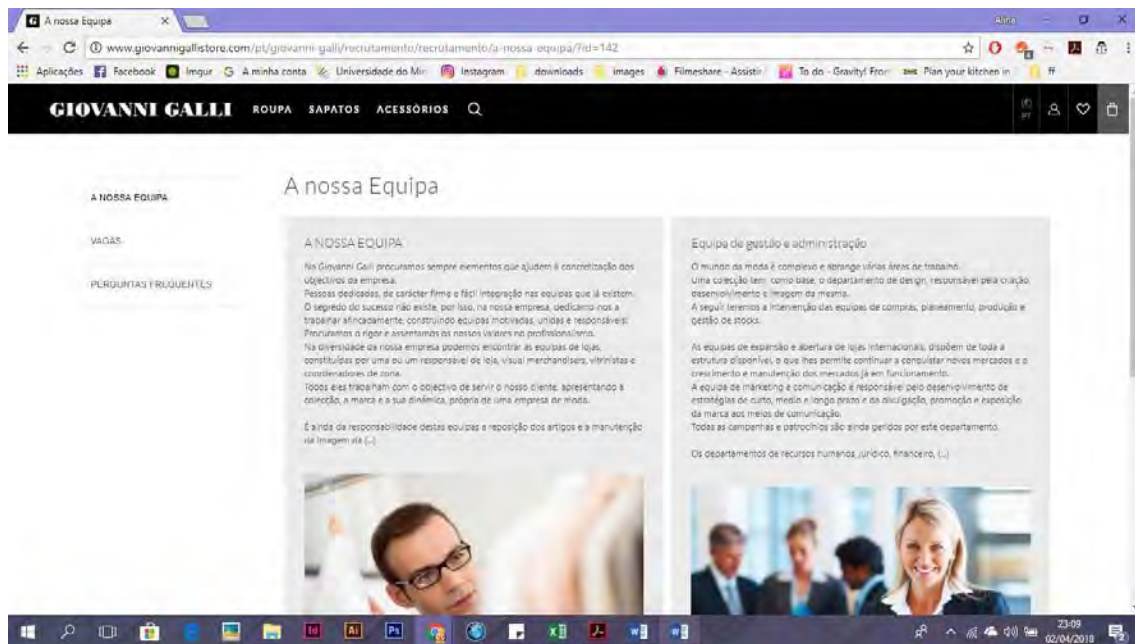 A nossa Equipa
Alina
www.giovannigallistore.com/pt/giovanni-galli/recrutamento/recrutamento/a-nossa-equipa/?id=142
Aplicações Facebook Imgur A minha conta Universidade do Min Instagram downloads images Filmeshare - Assistir To do - Gravity! Fron Plan your kitchen in ff
GIOVANNI GALLI ROUPA SAPATOS ACESSÓRIOS
(€)
PT
A NOSSA EQUIPA
VAGAS
PERGUNTAS FREQUENTES
A nossa Equipa
A NOSSA EQUIPA
Na Giovanni Galli procuramos sempre elementos que ajudem à concretização dos
objectivos da empresa.
Pessoas dedicadas, de carácter firme e fácil integração nas equipas que já existem.
O segredo do sucesso não existe, por isso, na nossa empresa, dedicamo-nos a
trabalhar afincadamente, construindo equipas motivadas, unidas e responsáveis.
Procuramos o rigor e assentamos os nossos valores no profissionalismo.
Na diversidade da nossa empresa podemos encontrar as equipas de lojas,
constituídas por uma ou um responsável de loja, visual merchandisers, vitrinistas e
coordenadores de zona.
Todos eles trabalham com o objectivo de servir o nosso cliente, apresentando a
colecção, a marca e a sua dinâmica, própria de uma empresa de moda.
É ainda da responsabilidade destas equipas a reposição dos artigos e a manutenção
da imagem da (...)
Equipa de gestão e administração
O mundo da moda é complexo e abrange várias áreas de trabalho.
Uma colecção tem, como base, o departamento de design, responsável pela criação,
desenvolvimento e imagem da mesma.
A seguir teremos a intervenção das equipas de compras, planeamento, produção e
gestão de stocks.
As equipas de expansão e abertura de lojas internacionais, dispõem de toda a
estrutura disponível, o que lhes permite continuar a conquistar novos mercados e o
crescimento e manutenção dos mercados já em funcionamento.
A equipa de marketing e comunicação é responsável pelo desenvolvimento de
estratégias de curto, médio e longo prazo e da divulgação, promoção e exposição
da marca aos meios de comunicação.
Todas as campanhas e patrocínios são ainda geridos por este departamento.
Os departamentos de recursos humanos, jurídico, financeiro, (...)
23:09
02/04/2018